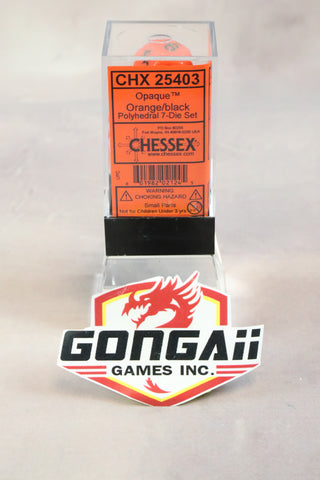 CHX 25403
Opaque™
Orange/black
Polyhedral 7-Die Set
CHESSEX
www.chessex.com
WARNING
CHOKING HAZARD
Small Parts
Not for Children Under 3 yrs.
GONGAii
GAMES INC.